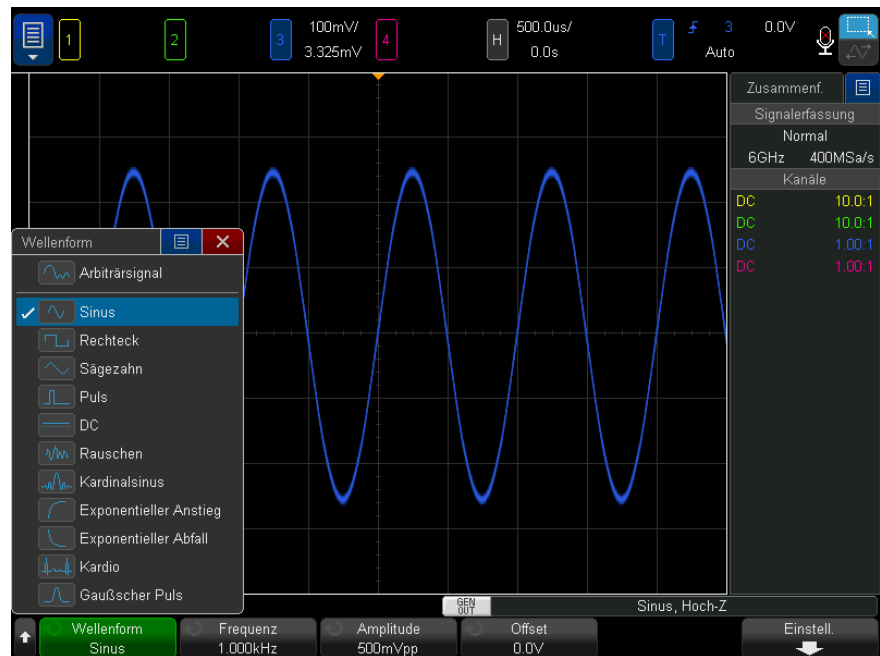 1
2
3
100mV/
3.325mV
4
H
500.0us/
0.0s
T
3
0.0V
Auto
Zusammenf.
Signalerfassung
Normal
6GHz 400MSa/s
Kanäle
DC 10.0:1
DC 10.0:1
DC 1.00:1
DC 1.00:1
Wellenform
Arbiträrsignal
Sinus
Rechteck
Sägezahn
Puls
DC
Rauschen
Kardinalsinus
Exponentieller Anstieg
Exponentieller Abfall
Kardio
Gaußscher Puls
GEN
OUT
Sinus, Hoch-Z
Wellenform
Sinus
Frequenz
1.000kHz
Amplitude
500mVpp
Offset
0.0V
Einstell.